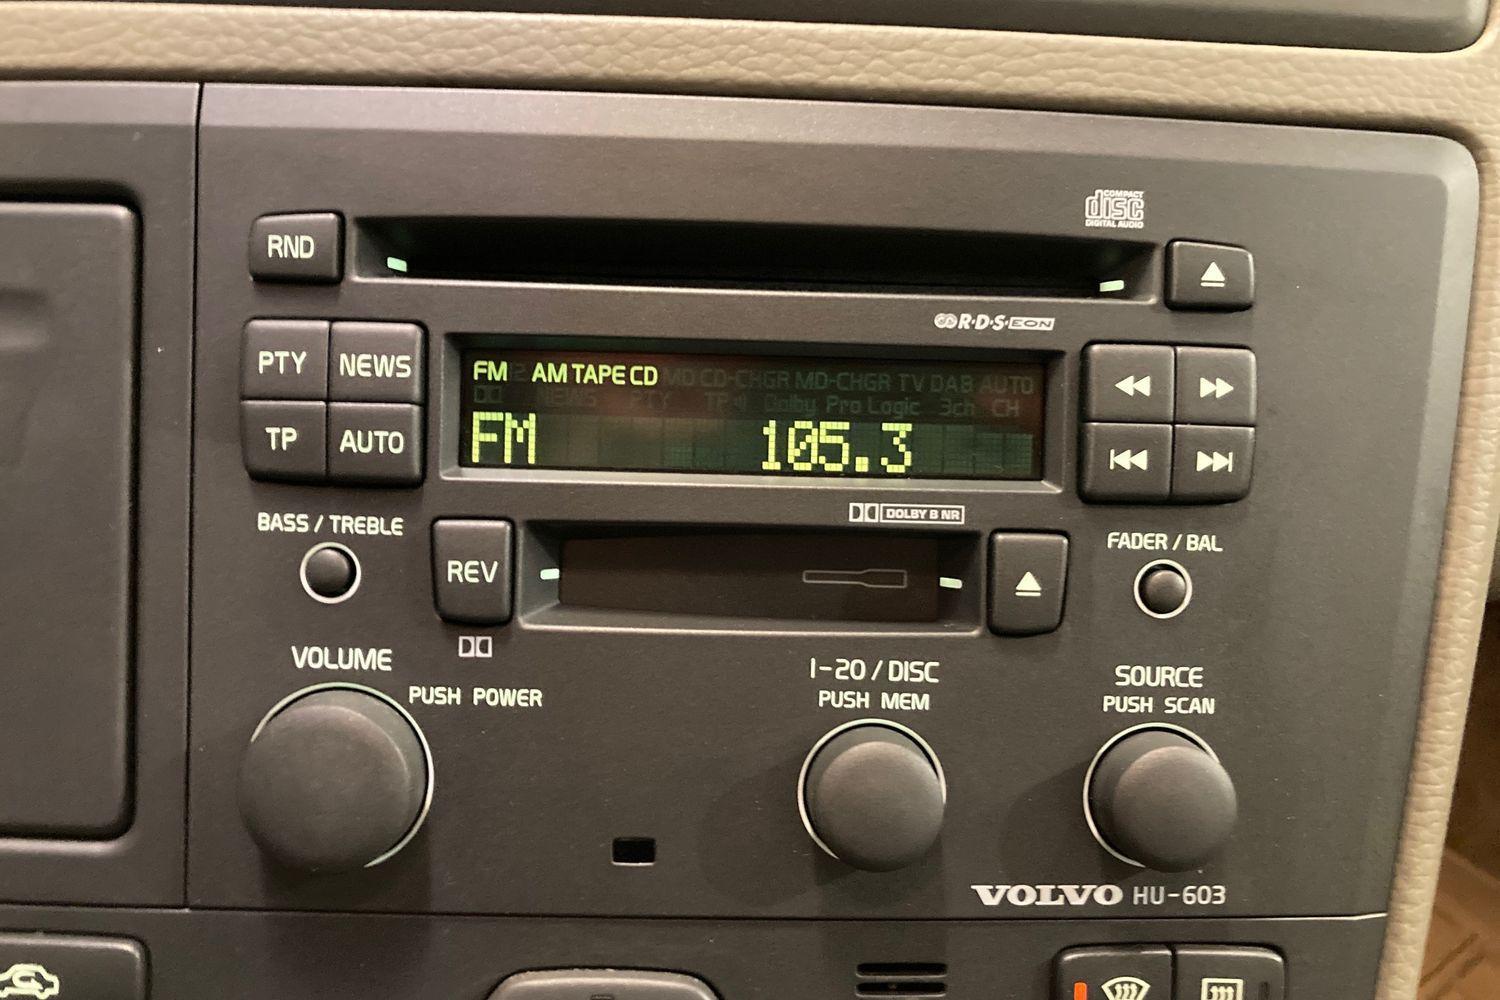 COMPACT
disc
DIGITAL AUDIO
RND
R·D·S EON
PTY NEWS
TP AUTO
FM AM TAPE CD MD CD-CHGR MD-CHGR TV DAB AUTO
NEWS PTY TP Dolby Pro Logic 3ch CH
FM 105.3
DOLBY B NR
BASS / TREBLE
REV
FADER / BAL
VOLUME
PUSH POWER
1-20 / DISC
PUSH MEM
SOURCE
PUSH SCAN
VOLVO HU-603